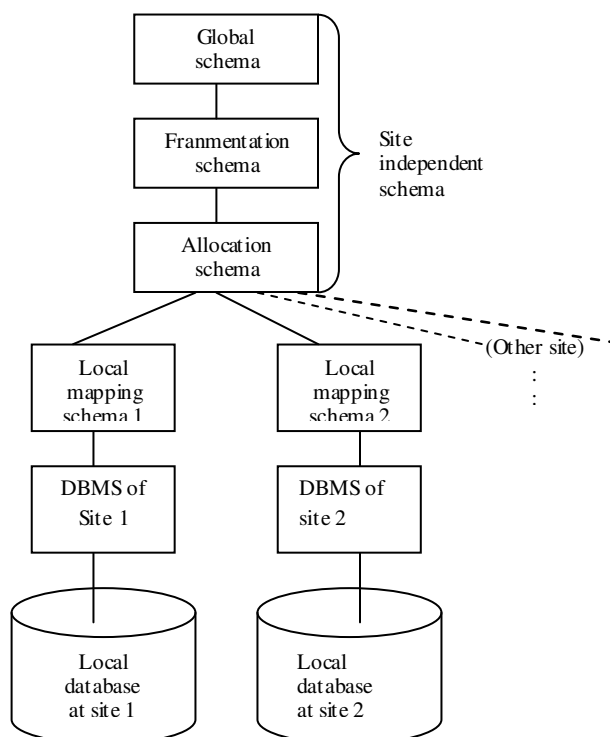 Global
schema
Franmentation
schema
Allocation
schema
Site
independent
schema
(Other site)
:
:
Local
mapping
schema 1
Local
mapping
schema 2
DBMS of
Site 1
DBMS of
site 2
Local
database
at site 1
Local
database
at site 2